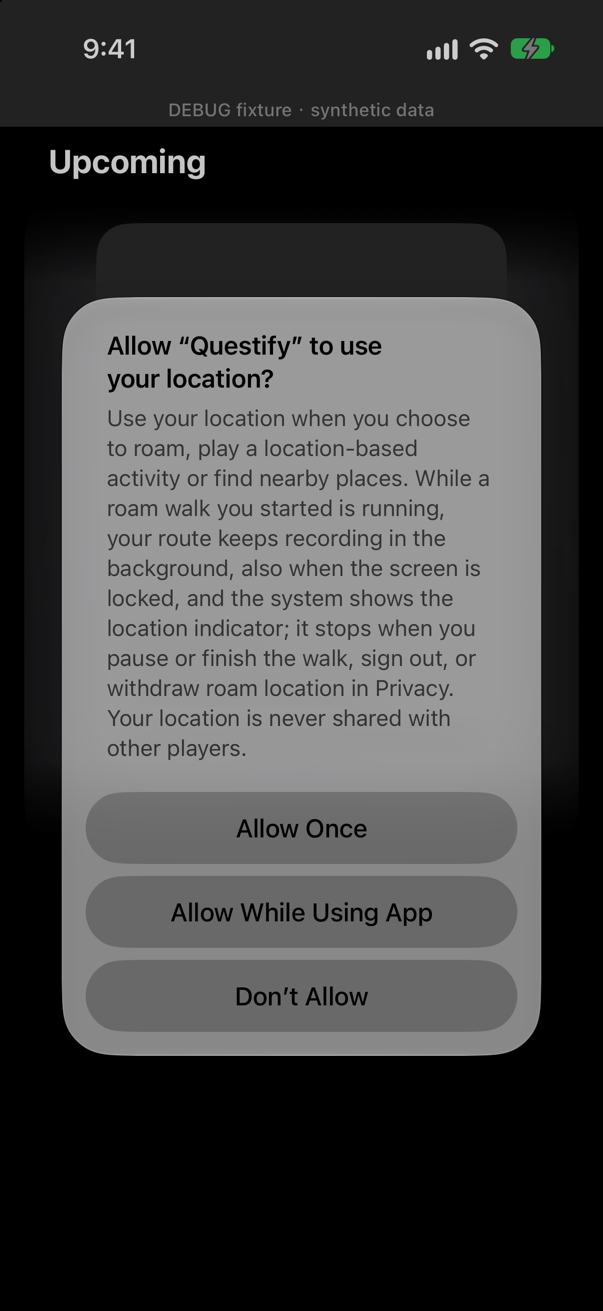 9:41
DEBUG fixture · synthetic data
Upcoming
Allow “Questify” to use
your location?
Use your location when you choose
to roam, play a location-based
activity or find nearby places. While a
roam walk you started is running,
your route keeps recording in the
background, also when the screen is
locked, and the system shows the
location indicator; it stops when you
pause or finish the walk, sign out, or
withdraw roam location in Privacy.
Your location is never shared with
other players.
Allow Once
Allow While Using App
Don’t Allow